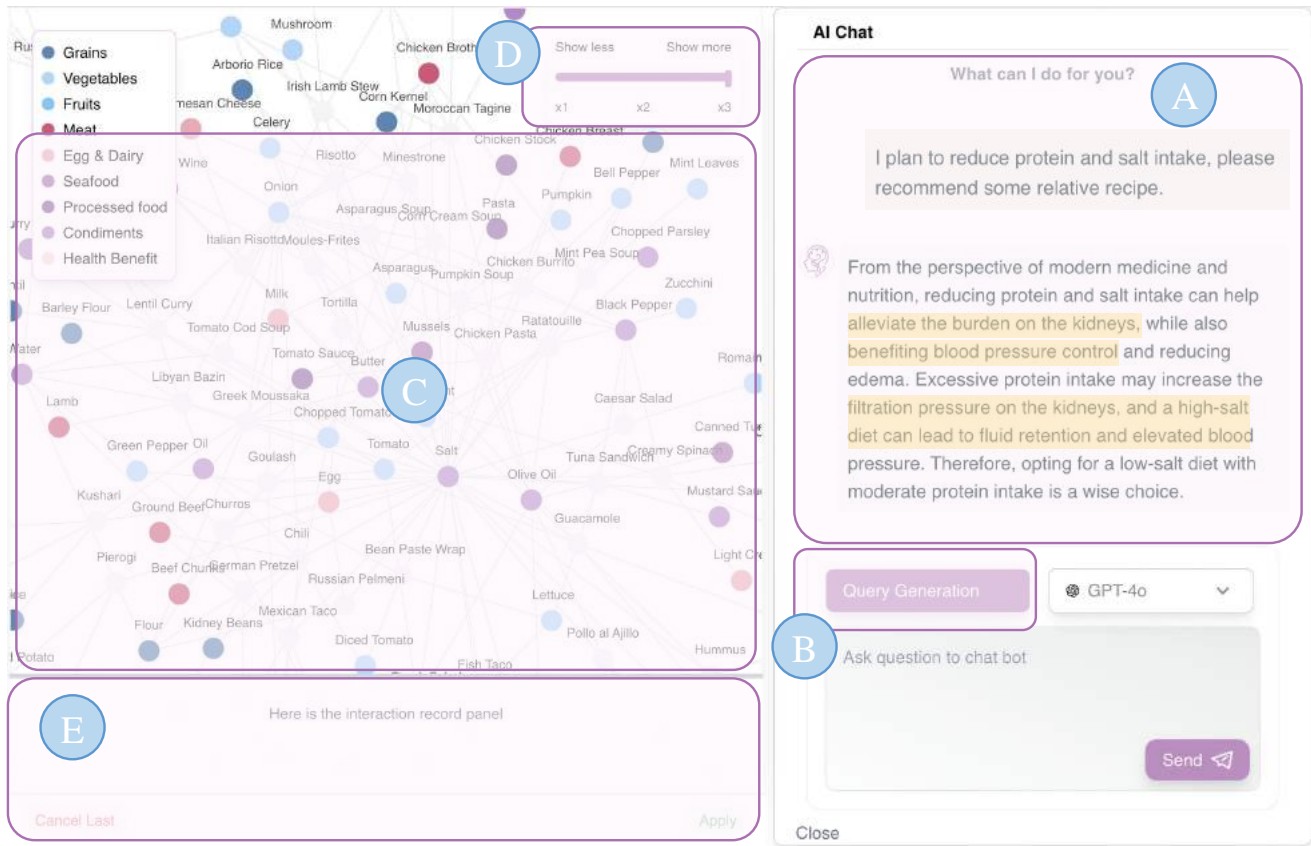 Mushroom
Chicken Broth
D
Show less
Show more
x1
x2
x3
Grains
Vegetables
Fruits
Meat
Egg & Dairy
Seafood
Processed food
Condiments
Health Benefit
Arborio Rice
Irish Lamb Stew
Corn Kernel
Moroccan Tagine
mesan Cheese
Celery
Chicken Stock
Chicken Breast
Wine
Risotto
Minestrone
Bell Pepper
Mint Leaves
Onion
Asparagus Soup
Corn Cream Soup
Pasta
Pumpkin
Italian Risotto
Moules-Frites
Chopped Parsley
Asparagus
Pumpkin Soup
Chicken Burrito
Mint Pea Soup
Zucchini
Barley Flour
Lentil Curry
Milk
Tortilla
Black Pepper
Tomato Cod Soup
Mussels
Chicken Pasta
Ratatouille
Water
Tomato Sauce
Butter
Romain
Libyan Bazin
C
Lamb
Greek Moussaka
Chopped Tomato
Caesar Salad
Green Pepper
Oil
Goulash
Tomato
Salt
Canned Tu
Tuna Sandwich
Creamy Spinach
Egg
Olive Oil
Kushari
Ground Beef
Churros
Mustard Sau
Guacamole
Chili
Pierogi
Beef Chunks
German Pretzel
Bean Paste Wrap
Light Cre
Russian Pelmeni
Mexican Taco
Lettuce
Flour
Kidney Beans
Diced Tomato
Pollo al Ajillo
Potato
Fish Taco
Hummus
E
Here is the interaction record panel
Cancel Last
Apply
AI Chat
What can I do for you?
A
I plan to reduce protein and salt intake, please
recommend some relative recipe.
From the perspective of modern medicine and
nutrition, reducing protein and salt intake can help
alleviate the burden on the kidneys, while also
benefiting blood pressure control and reducing
edema. Excessive protein intake may increase the
filtration pressure on the kidneys, and a high-salt
diet can lead to fluid retention and elevated blood
pressure. Therefore, opting for a low-salt diet with
moderate protein intake is a wise choice.
Query Generation
GPT-4o
B
Ask question to chat bot
Send
Close